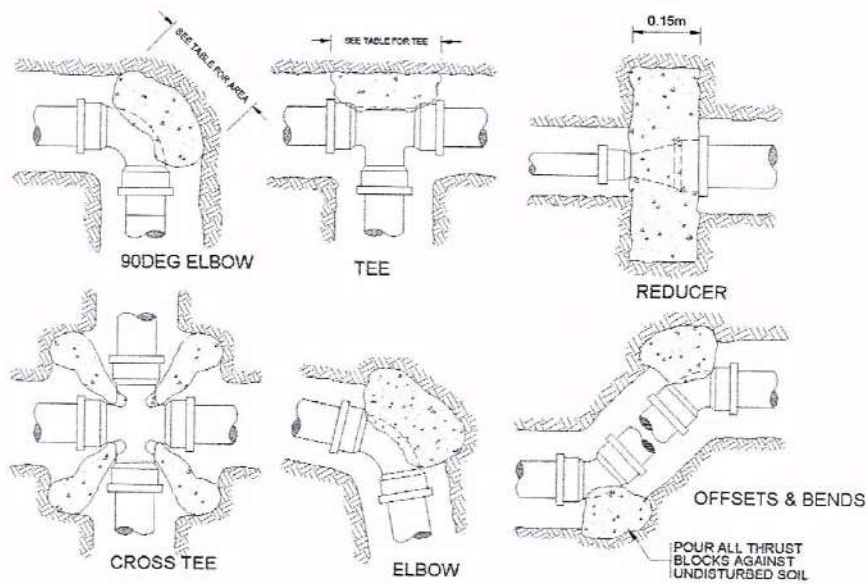 SEE TABLE FOR AREA
SEE TABLE FOR TEE
0.15m
90DEG ELBOW
TEE
REDUCER
CROSS TEE
ELBOW
OFFSETS & BENDS
POUR ALL THRUST
BLOCKS AGAINST
UNDISTURBED SOIL